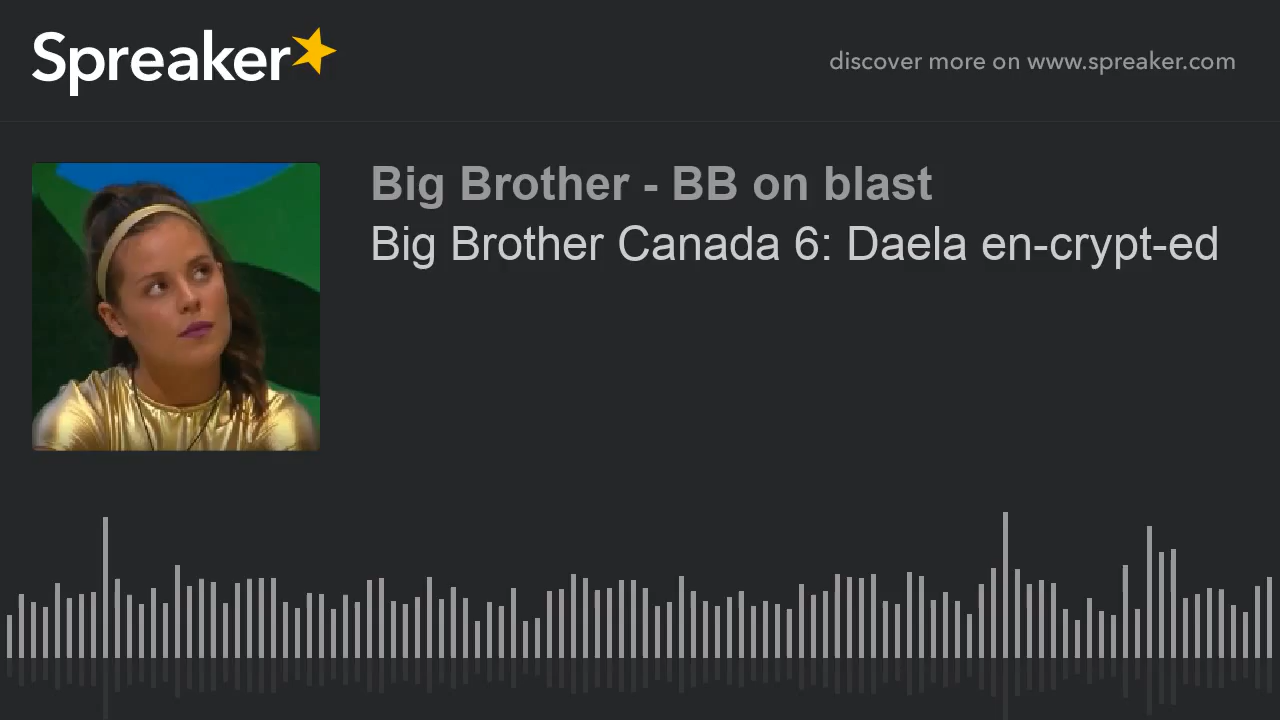 Spreaker
discover more on www.spreaker.com
Big Brother - BB on blast
Big Brother Canada 6: Daela en-crypt-ed